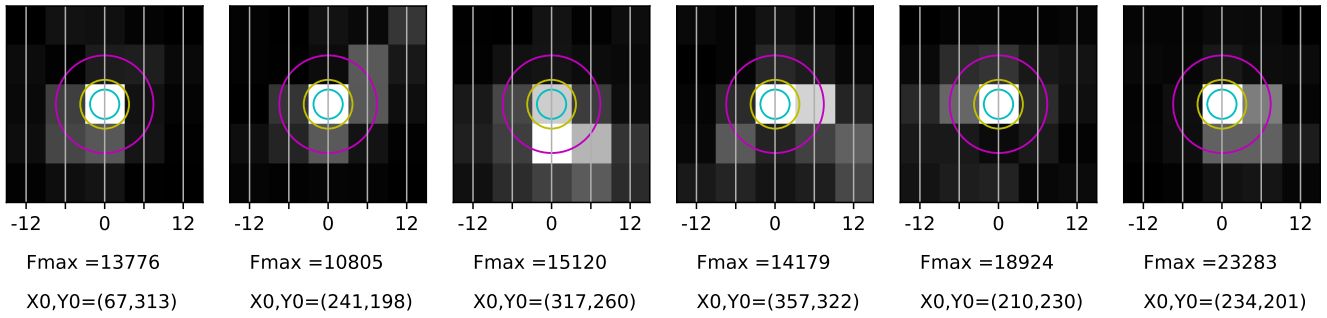 -12 0 12 -12 0 12 -12 0 12 -12 0 12 -12 0 12 -12 0 12
Fmax =13776 Fmax =10805 Fmax =15120 Fmax =14179 Fmax =18924 Fmax =23283
X0,Y0=(67,313) X0,Y0=(241,198) X0,Y0=(317,260) X0,Y0=(357,322) X0,Y0=(210,230) X0,Y0=(234,201)